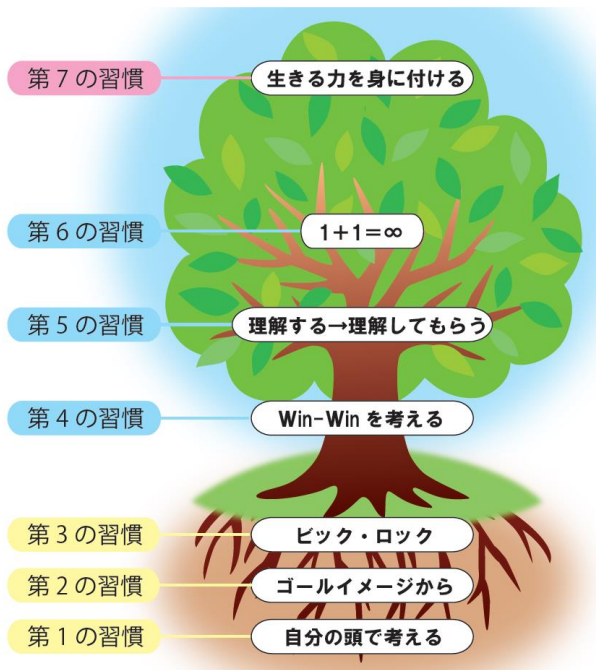 第7の習慣 生きる力を身に付ける
第6の習慣 1+1=∞
第5の習慣 理解する→理解してもらう
第4の習慣 Win-Win を考える
第3の習慣 ビック・ロック
第2の習慣 ゴールイメージから
第1の習慣 自分の頭で考える